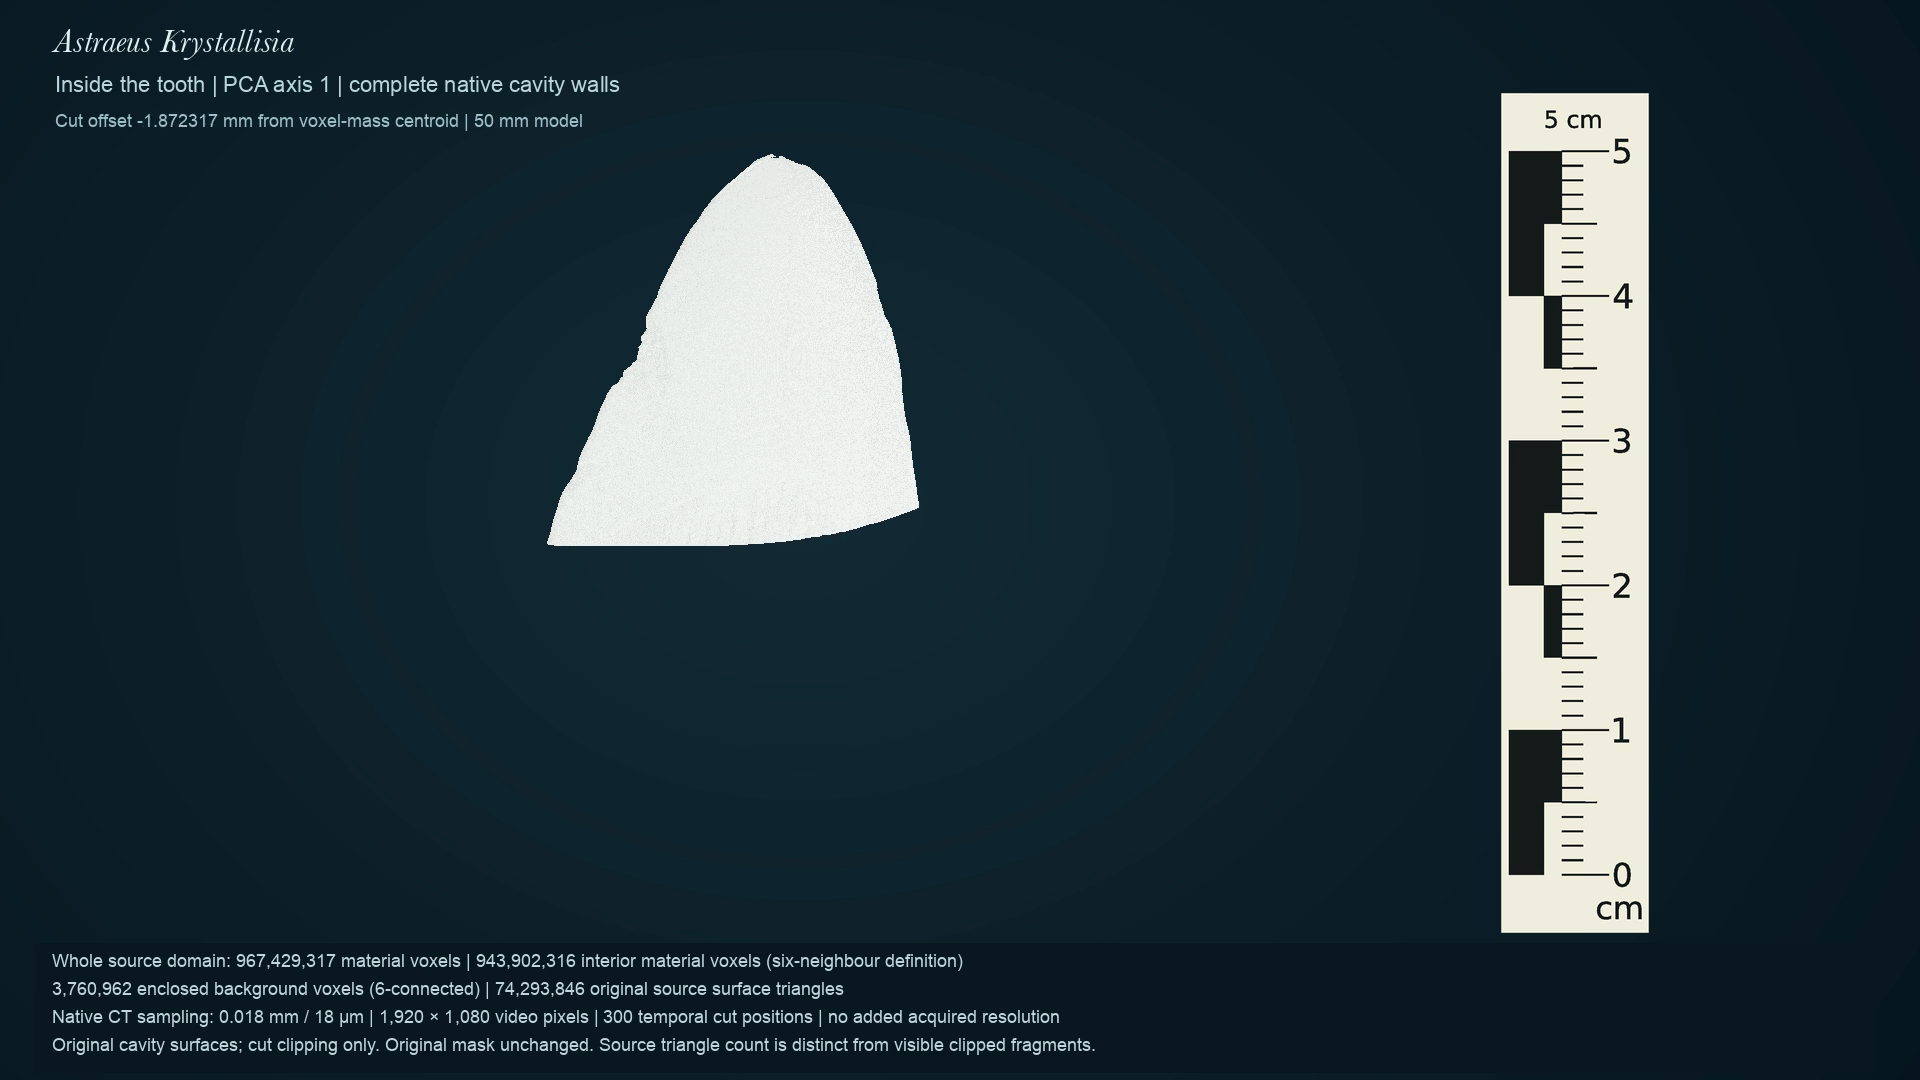 Astraeus Krystallisia
Inside the tooth | PCA axis 1 | complete native cavity walls
Cut offset -1.872317 mm from voxel-mass centroid | 50 mm model
5 cm
5
4
3
2
1
0
cm
Whole source domain: 967,429,317 material voxels | 943,902,316 interior material voxels (six-neighbour definition)
3,760,962 enclosed background voxels (6-connected) | 74,293,846 original source surface triangles
Native CT sampling: 0.018 mm / 18 µm | 1,920 × 1,080 video pixels | 300 temporal cut positions | no added acquired resolution
Original cavity surfaces; cut clipping only. Original mask unchanged. Source triangle count is distinct from visible clipped fragments.